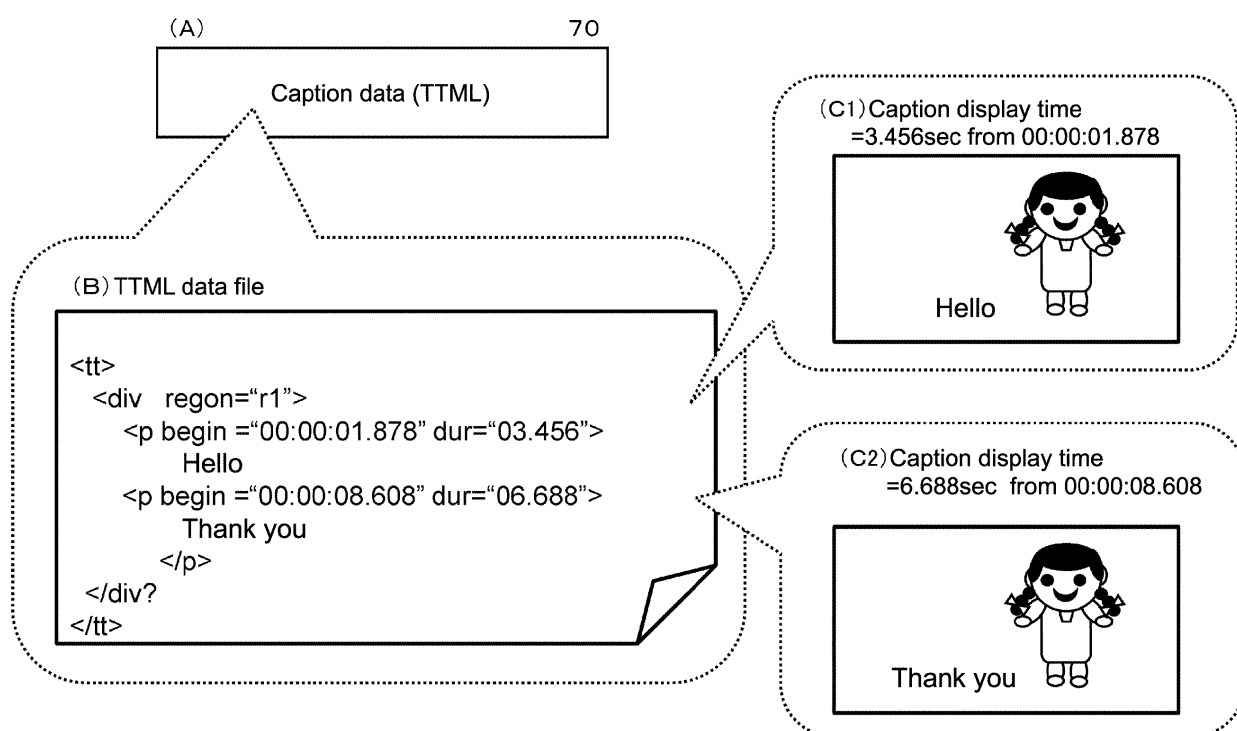 (A) 70
Caption data (TTML)
(B) TTML data file
<tt>
<div regon=“r1”>
<p begin =“00:00:01.878” dur=“03.456”>
Hello
<p begin =“00:00:08.608” dur=“06.688”>
Thank you
</p>
</div?
</tt>
(C1) Caption display time
=3.456sec from 00:00:01.878
Hello
(C2) Caption display time
=6.688sec from 00:00:08.608
Thank you